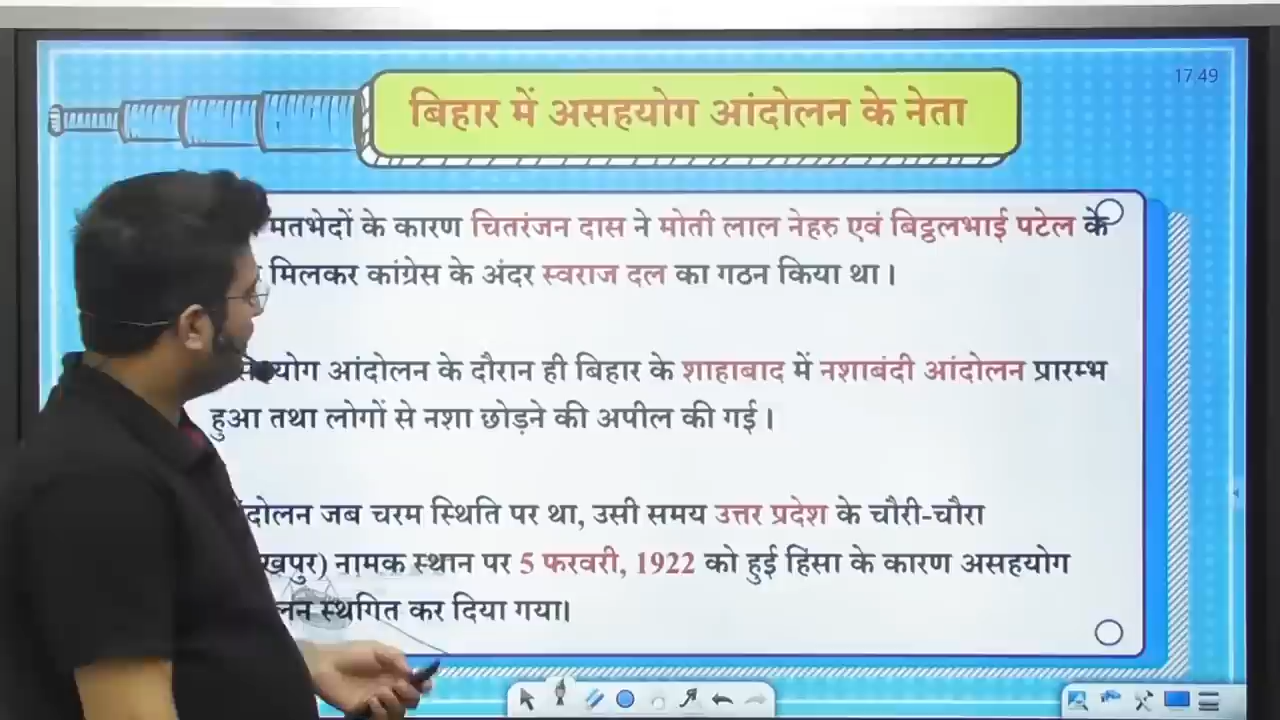 17 49
बिहार में असहयोग आंदोलन के नेता
मतभेदों के कारण चितरंजन दास ने मोती लाल नेहरु एवं बिट्ठलभाई पटेल के
मिलकर कांग्रेस के अंदर स्वराज दल का गठन किया था।
आंदोलन के दौरान ही बिहार के शाहाबाद में नशाबंदी आंदोलन प्रारम्भ
हुआ तथा लोगों से नशा छोड़ने की अपील की गई।
जब चरम स्थिति पर था, उसी समय उत्तर प्रदेश के चौरी-चौरा
नामक स्थान पर 5 फरवरी, 1922 को हुई हिंसा के कारण असहयोग
स्थगित कर दिया गया।